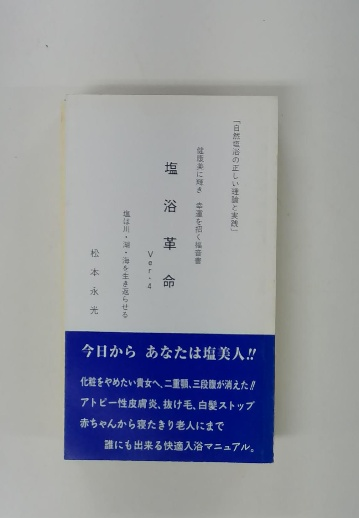 「自然塩浴の正しい理論と実践」
健康美に輝き 幸運を招く福音書
塩浴革命
Ver.4
塩は川・湖・海を生き返らせる
松本永光
今日から あなたは塩美人!!
化粧をやめたい貴女へ、二重顎、三段腹が消えた!!
アトピー性皮膚炎、抜け毛、白髪ストップ
赤ちゃんから寝たきり老人にまで
誰にも出来る快適入浴マニュアル。